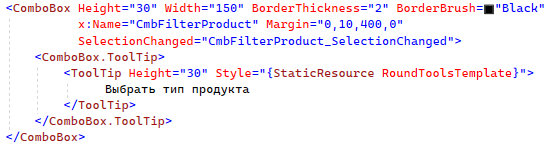 <ComboBox Height="30" Width="150" BorderThickness="2" BorderBrush="Black"
x:Name="CmbFilterProduct" Margin="0,10,400,0"
SelectionChanged="CmbFilterProduct_SelectionChanged">
<ComboBox.ToolTip>
<ToolTip Height="30" Style="{StaticResource RoundToolsTemplate}">
Выбрать тип продукта
</ToolTip>
</ComboBox.ToolTip>
</ComboBox>